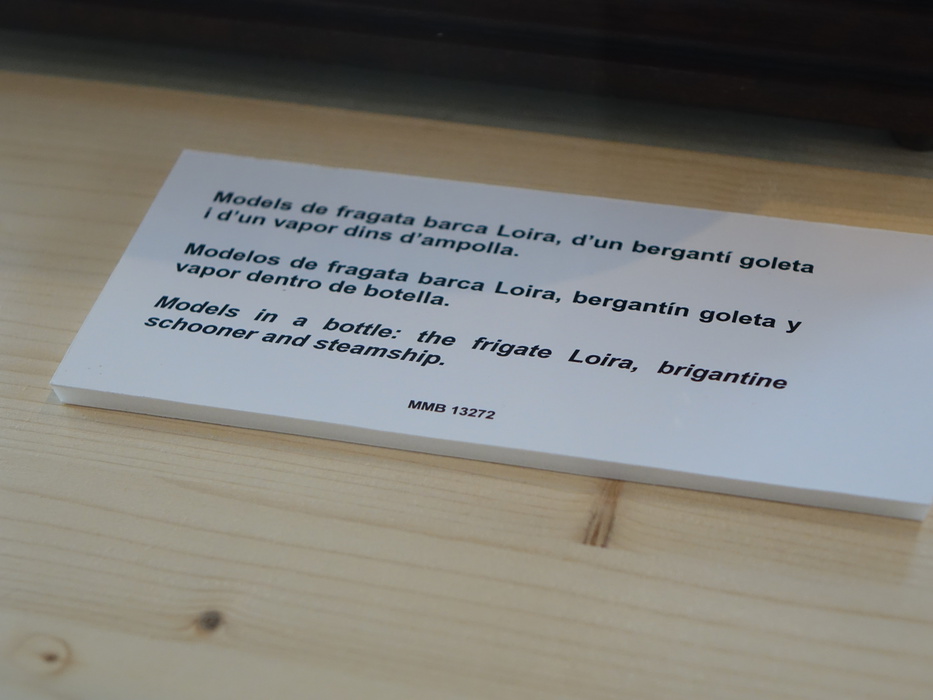 Models de fragata barca Loira, d'un bergantí goleta
i d'un vapor dins d'ampolla.
Modelos de fragata barca Loira, bergantín goleta y
vapor dentro de botella.
Models in a bottle: the frigate Loira, brigantine
schooner and steamship.
MMB 13272